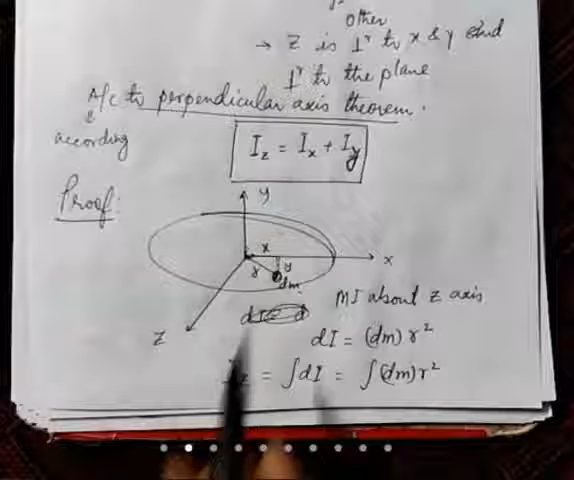 other
→ Z is ⊥ʳ to x & y and
⊥ʳ to the plane
A/c to perpendicular axis theorem.
according
I_z = I_x + I_y
Proof:
y
x
x
r
y
dm
Z
MI about z axis
dI = (dm) r²
= ∫dI = ∫(dm)r²